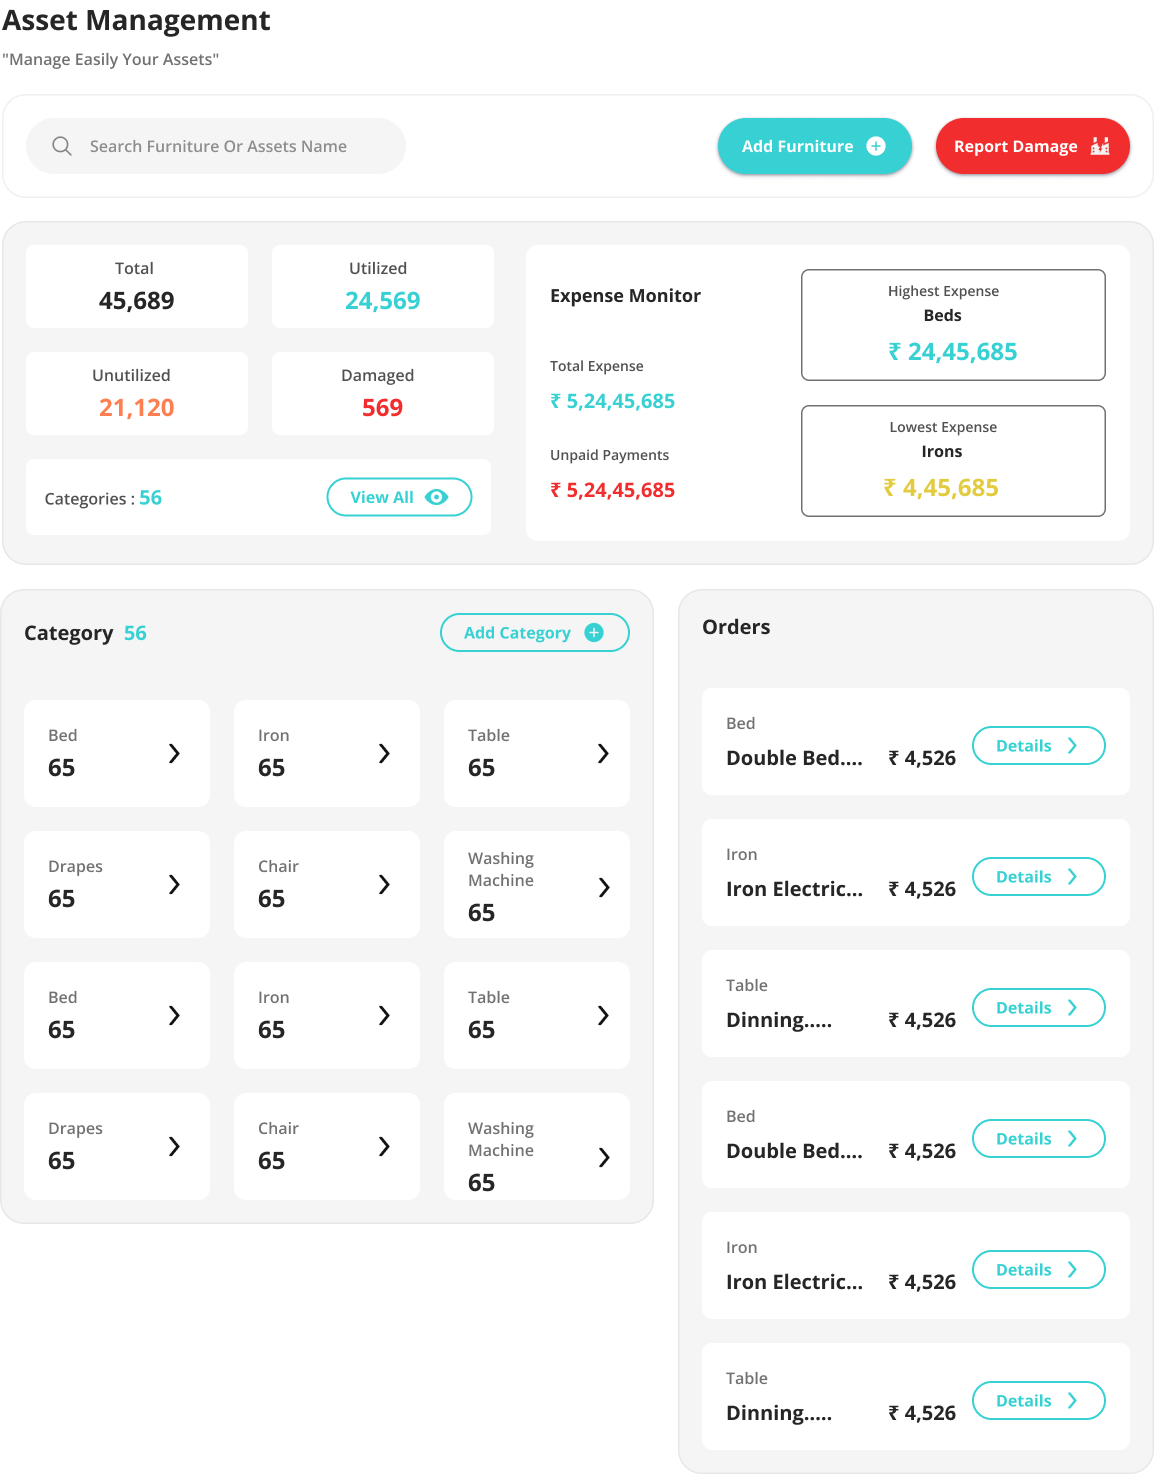 Asset Management
"Manage Easily Your Assets"
Search Furniture Or Assets Name
Add Furniture
Report Damage
Total
45,689
Utilized
24,569
Unutilized
21,120
Damaged
569
Categories : 56
View All
Expense Monitor
Total Expense
₹ 5,24,45,685
Unpaid Payments
₹ 5,24,45,685
Highest Expense
Beds
₹ 24,45,685
Lowest Expense
Irons
₹ 4,45,685
Category 56
Add Category
Bed
65
Iron
65
Table
65
Drapes
65
Chair
65
Washing
Machine
65
Bed
65
Iron
65
Table
65
Drapes
65
Chair
65
Washing
Machine
65
Orders
Bed
Double Bed.... ₹ 4,526 Details
Iron
Iron Electric... ₹ 4,526 Details
Table
Dinning..... ₹ 4,526 Details
Bed
Double Bed.... ₹ 4,526 Details
Iron
Iron Electric... ₹ 4,526 Details
Table
Dinning..... ₹ 4,526 Details